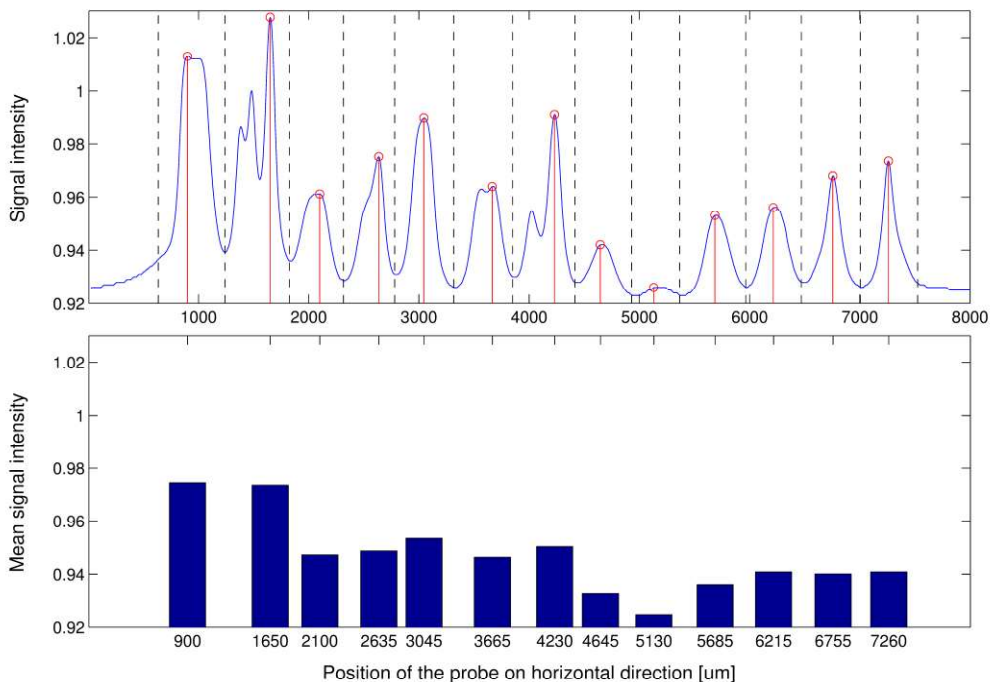 1.02
1
0.98
0.96
0.94
0.92
Signal intensity
1000 2000 3000 4000 5000 6000 7000 8000
1.02
1
0.98
0.96
0.94
0.92
Mean signal intensity
900 1650 2100 2635 3045 3665 4230 4645 5130 5685 6215 6755 7260
Position of the probe on horizontal direction [um]